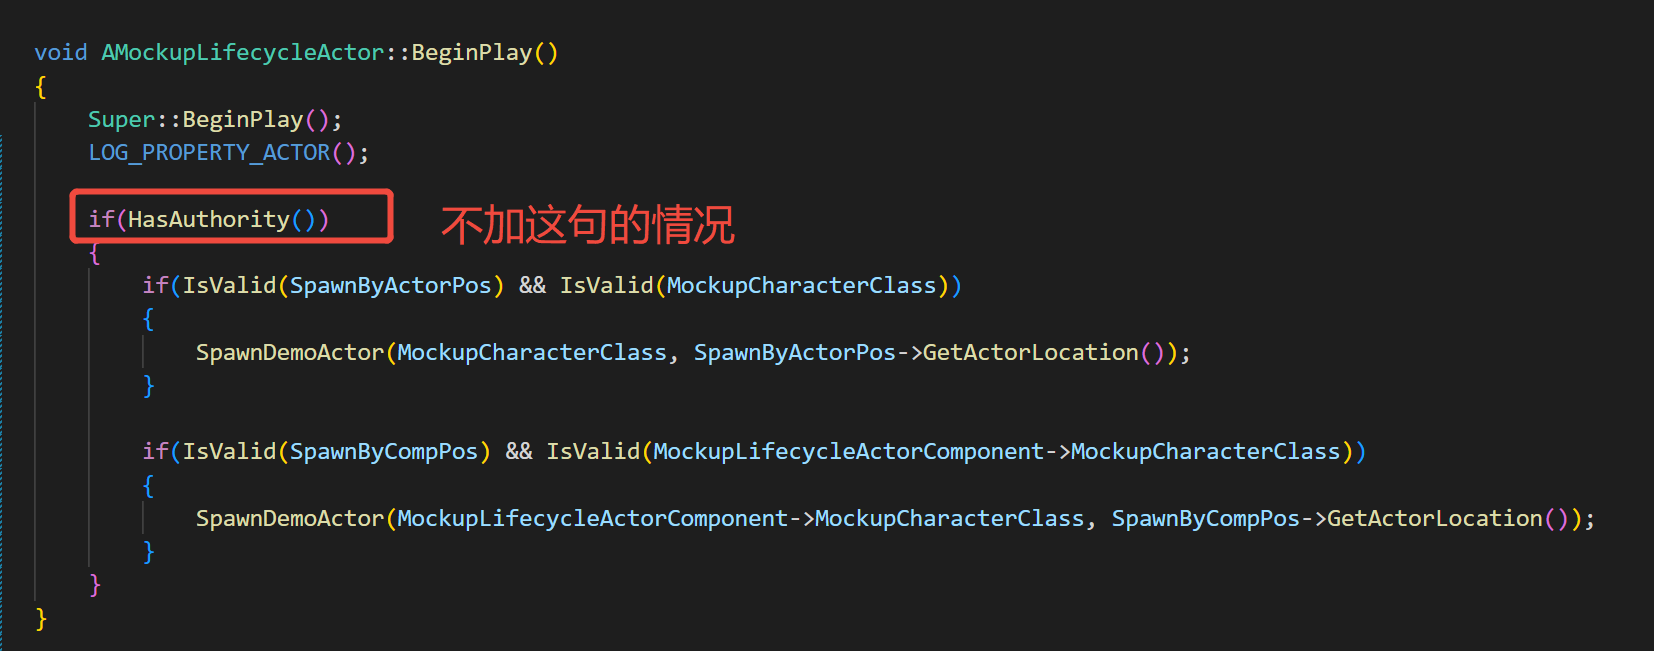 void AMockupLifecycleActor::BeginPlay()
{
    Super::BeginPlay();
    LOG_PROPERTY_ACTOR();
    if(HasAuthority()) 不加这句的情况
    {
        if(IsValid(SpawnByActorPos) && IsValid(MockupCharacterClass))
        {
            SpawnDemoActor(MockupCharacterClass, SpawnByActorPos->GetActorLocation());
        }
        if(IsValid(SpawnByCompPos) && IsValid(MockupLifecycleActorComponent->MockupCharacterClass))
        {
            SpawnDemoActor(MockupLifecycleActorComponent->MockupCharacterClass, SpawnByCompPos->GetActorLocation());
        }
    }
}